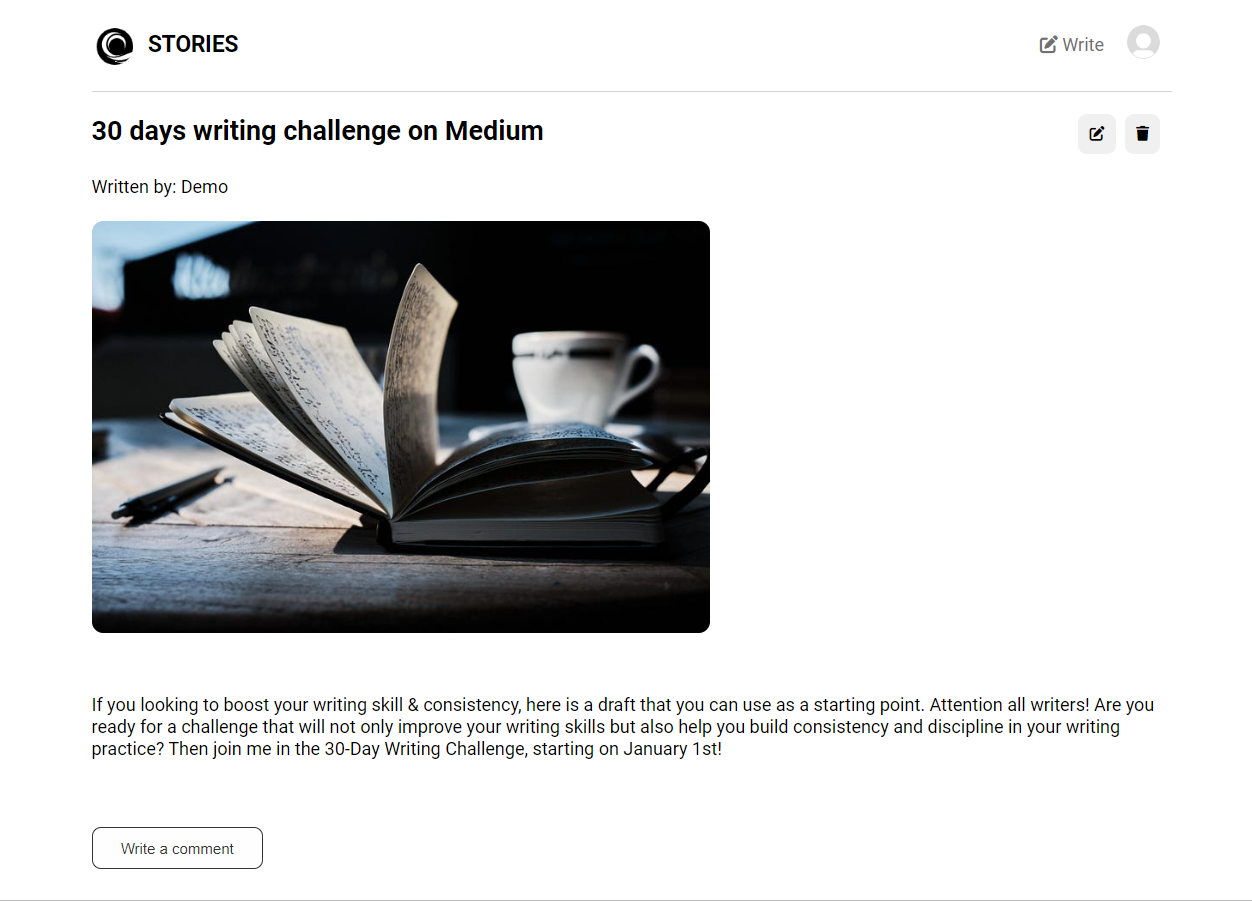 STORIES
Write
30 days writing challenge on Medium
Written by: Demo
If you looking to boost your writing skill & consistency, here is a draft that you can use as a starting point. Attention all writers! Are you
ready for a challenge that will not only improve your writing skills but also help you build consistency and discipline in your writing
practice? Then join me in the 30-Day Writing Challenge, starting on January 1st!
Write a comment